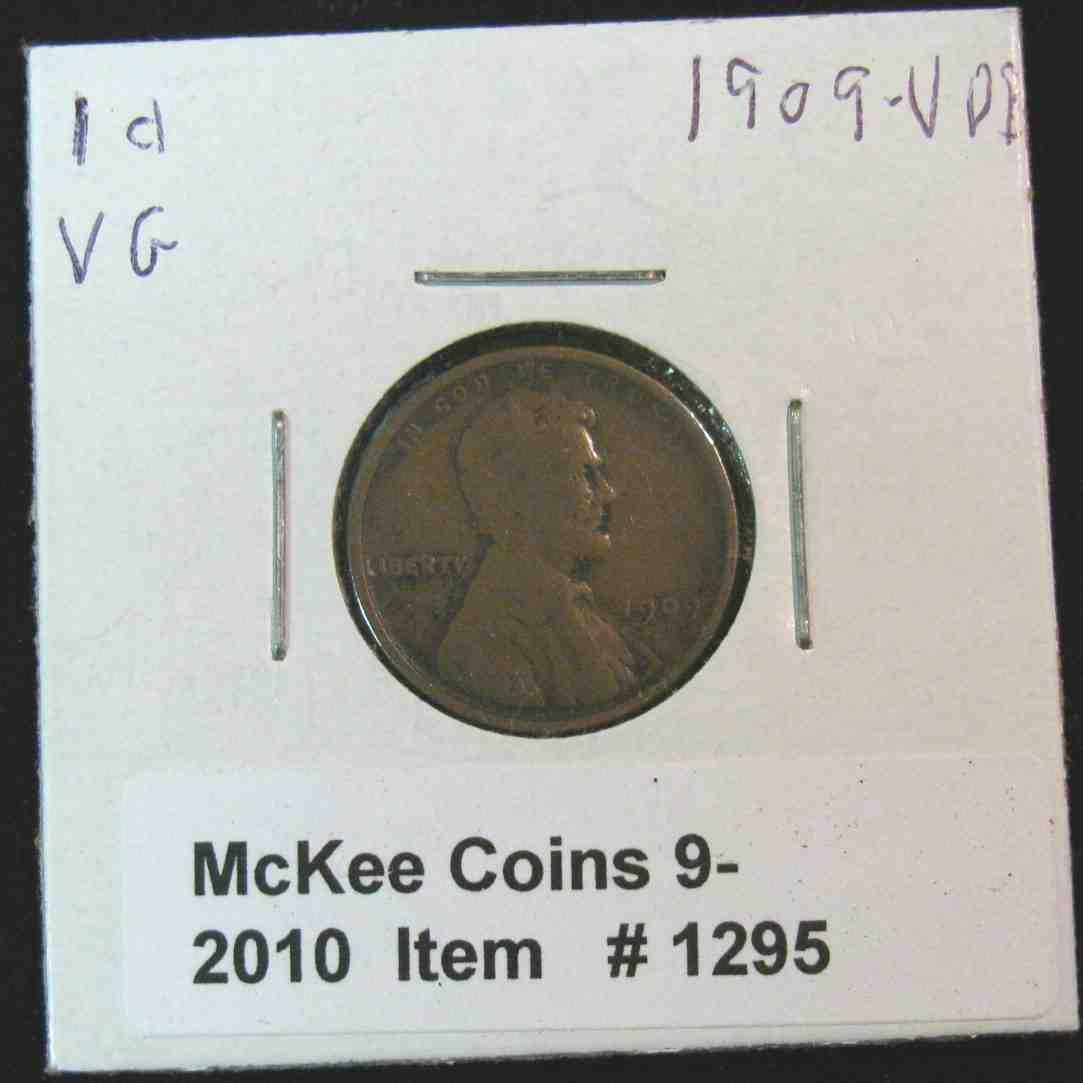 1¢
1909-VDB
VG
IN GOD WE TRUST
LIBERTY
1909
McKee Coins 9-
2010 Item # 1295